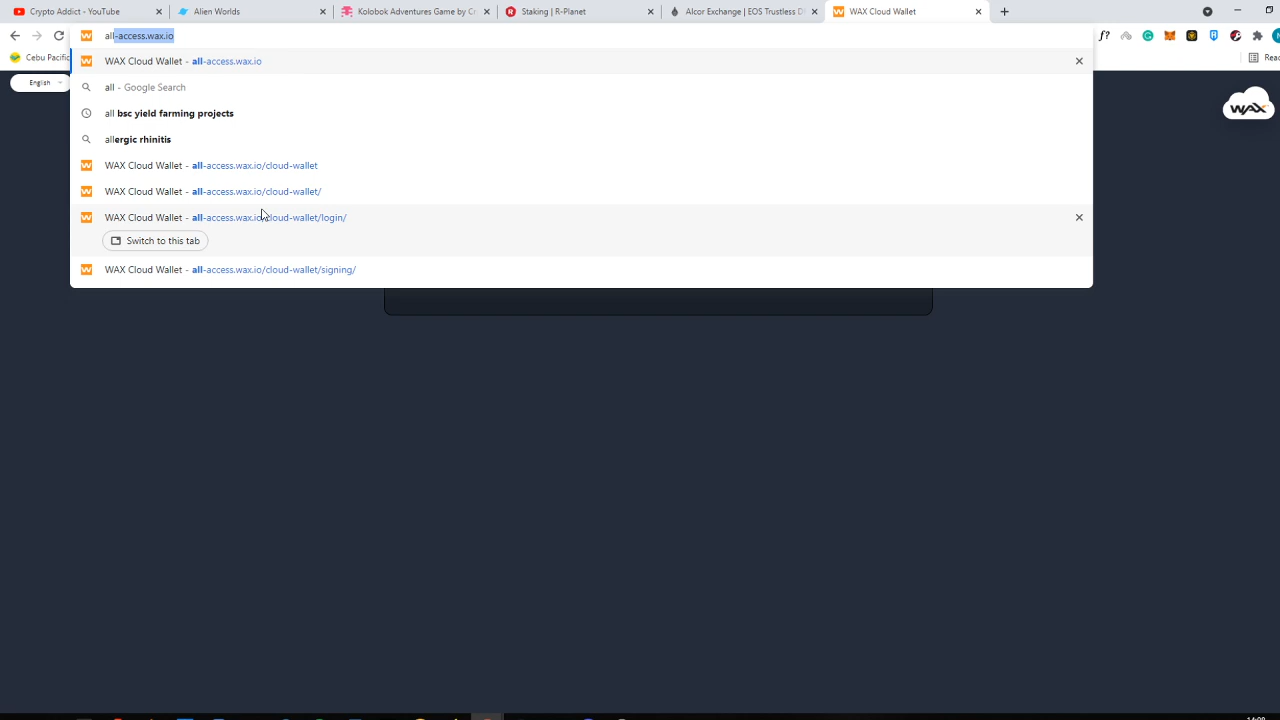 Crypto Addict - YouTube
Alien Worlds
Kolobok Adventures Game by Cr
Staking | R-Planet
Alcor Exchange | EOS Trustless D
WAX Cloud Wallet
all-access.wax.io
f?
Cebu Pacific
WAX Cloud Wallet - all-access.wax.io
Rea
English
all - Google Search
WAX
all bsc yield farming projects
allergic rhinitis
WAX Cloud Wallet - all-access.wax.io/cloud-wallet
WAX Cloud Wallet - all-access.wax.io/cloud-wallet/
WAX Cloud Wallet - all-access.wax.io/cloud-wallet/login/
Switch to this tab
WAX Cloud Wallet - all-access.wax.io/cloud-wallet/signing/